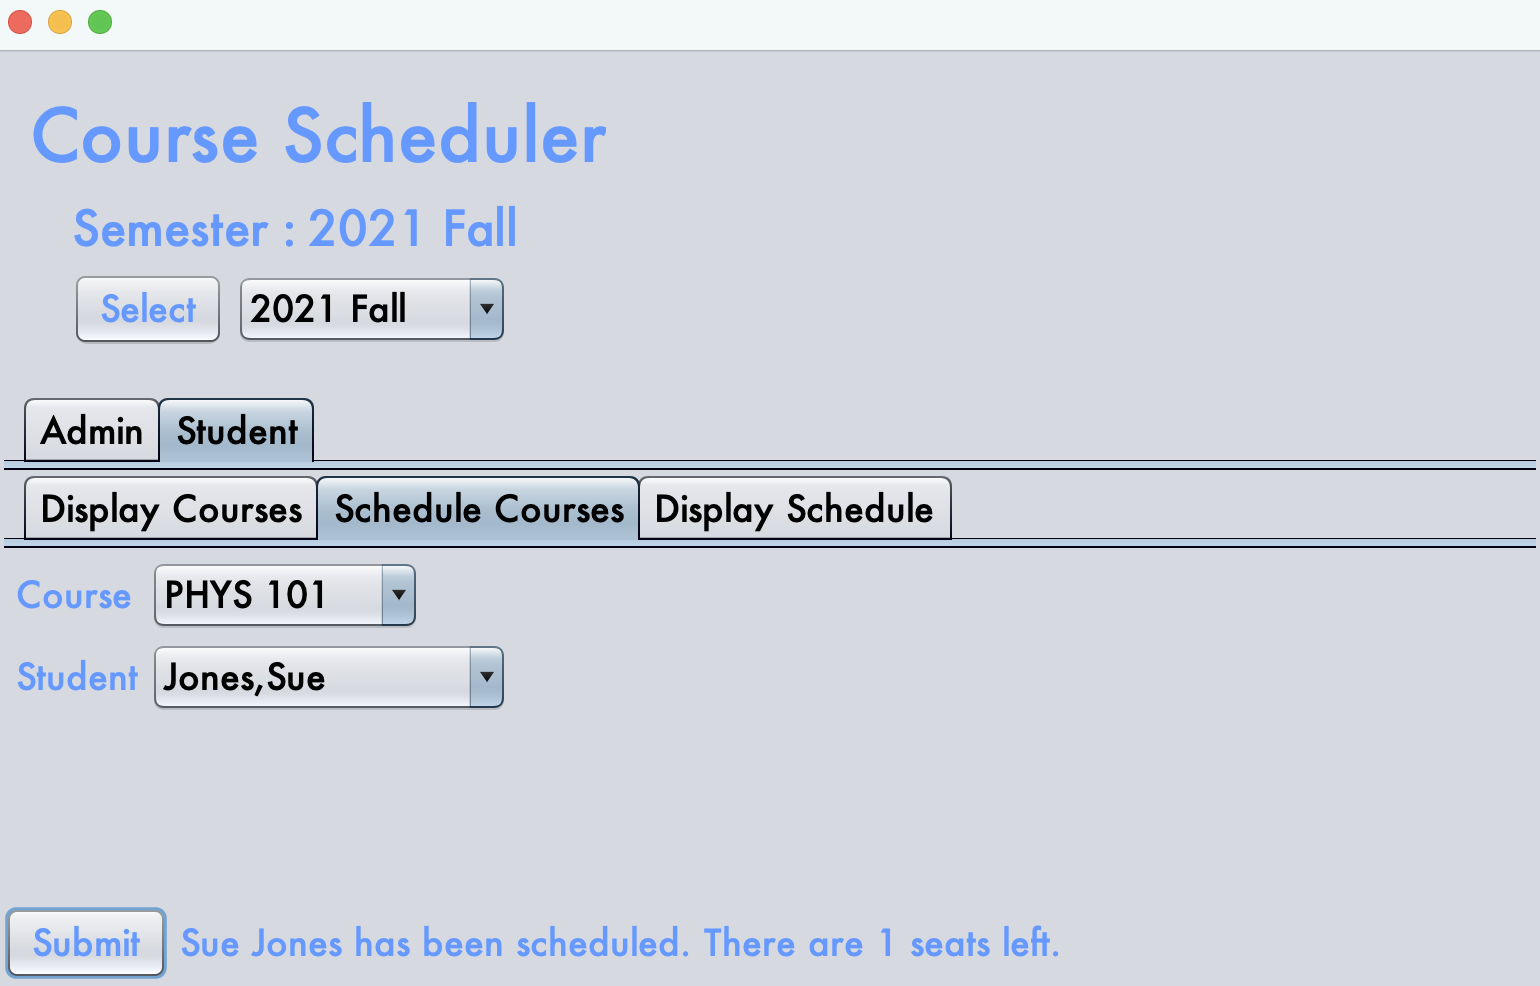 Course Scheduler
Semester : 2021 Fall
Select 2021 Fall
Admin Student
Display Courses Schedule Courses Display Schedule
Course PHYS 101
Student Jones,Sue
Submit Sue Jones has been scheduled. There are 1 seats left.